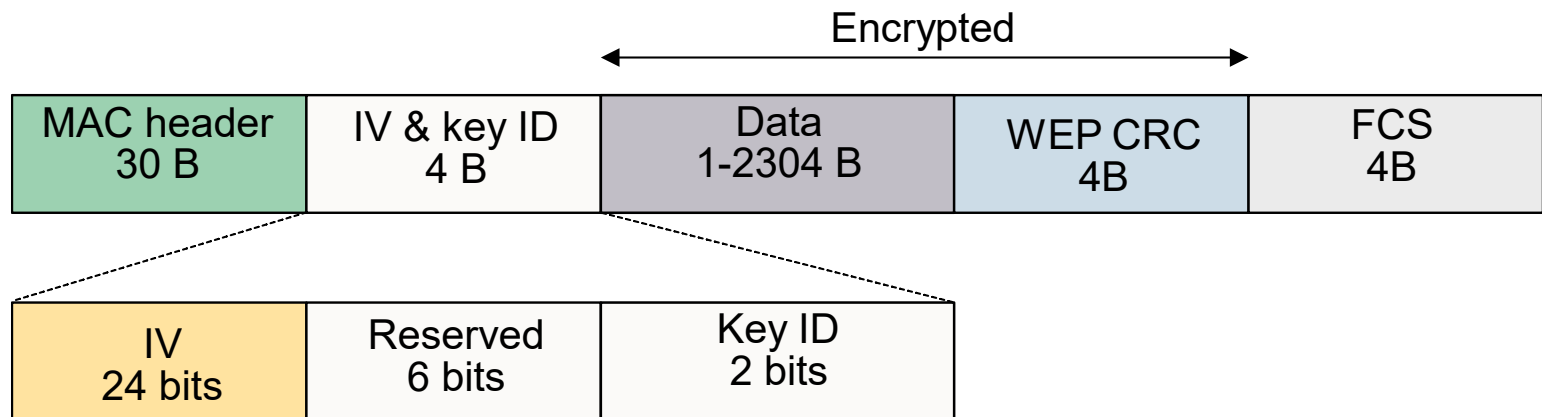 Encrypted
MAC header
30 B
IV & key ID
4 B
Data
1-2304 B
WEP CRC
4B
FCS
4B
IV
24 bits
Reserved
6 bits
Key ID
2 bits